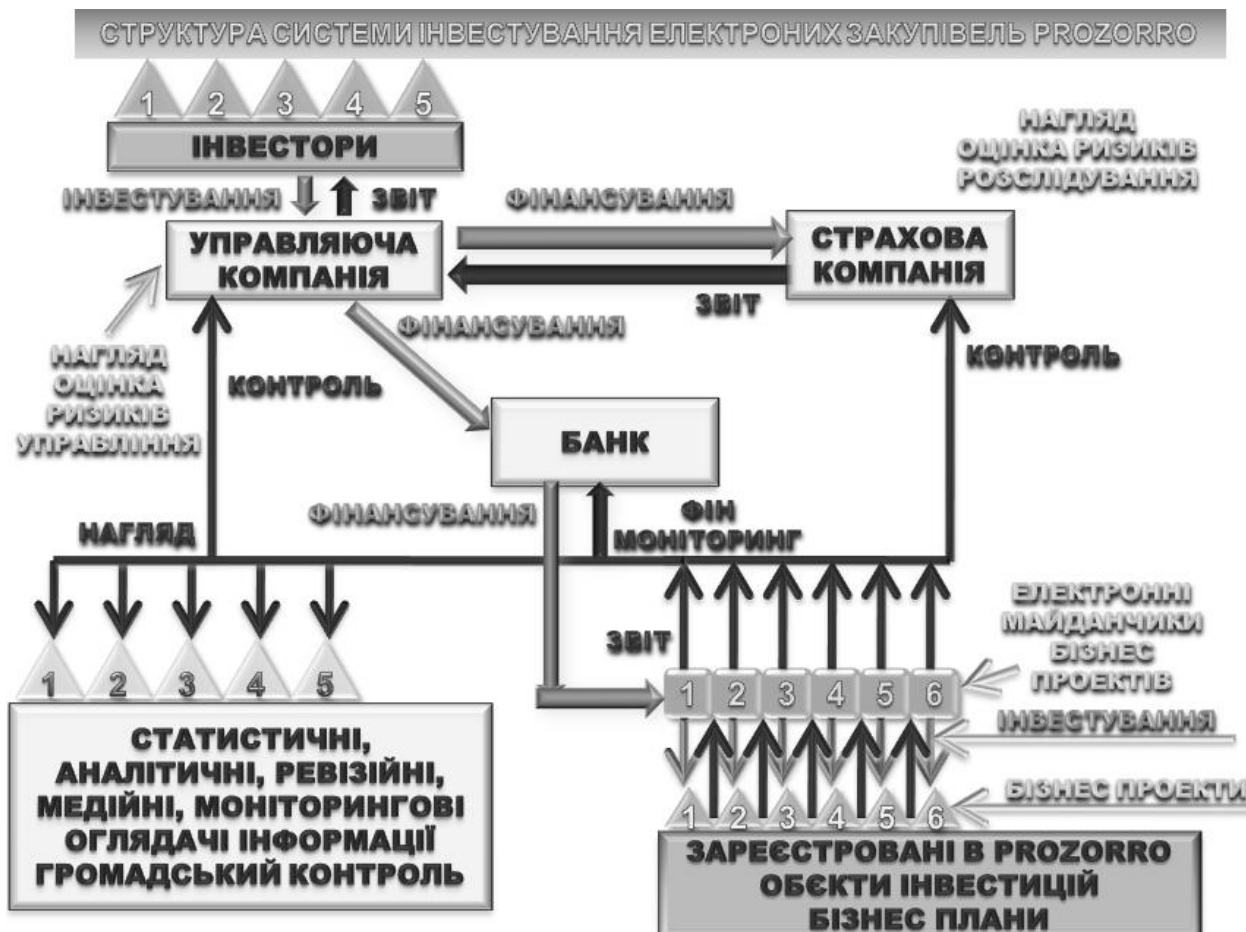 СТРУКТУРА СИСТЕМИ ІНВЕСТУВАННЯ ЕЛЕКТРОНИХ ЗАКУПІВЕЛЬ PROZORRO
1 2 3 4 5
ІНВЕСТОРИ
НАГЛЯД
ОЦІНКА РИЗИКІВ
РОЗСЛІДУВАННЯ
ІНВЕСТУВАННЯ
ЗВІТ
ФІНАНСУВАННЯ
УПРАВЛЯЮЧА
КОМПАНІЯ
СТРАХОВА
КОМПАНІЯ
ЗВІТ
ФІНАНСУВАННЯ
НАГЛЯД
ОЦІНКА
РИЗИКІВ
УПРАВЛІННЯ
КОНТРОЛЬ
КОНТРОЛЬ
БАНК
ФІНАНСУВАННЯ
ФІН
МОНІТОРИНГ
НАГЛЯД
ЗВІТ
ЕЛЕКТРОННІ
МАЙДАНЧИКИ
БІЗНЕС
ПРОЕКТІВ
1 2 3 4 5
1 2 3 4 5 6
ІНВЕСТУВАННЯ
БІЗНЕС ПРОЕКТИ
1 2 3 4 5 6
СТАТИСТИЧНІ,
АНАЛІТИЧНІ, РЕВІЗІЙНІ,
МЕДІЙНІ, МОНІТОРИНГОВІ
ОГЛЯДАЧІ ІНФОРМАЦІЇ
ГРОМАДСЬКИЙ КОНТРОЛЬ
ЗАРЕЄСТРОВАНІ В PROZORRO
ОБЄКТИ ІНВЕСТИЦІЙ
БІЗНЕС ПЛАНИ